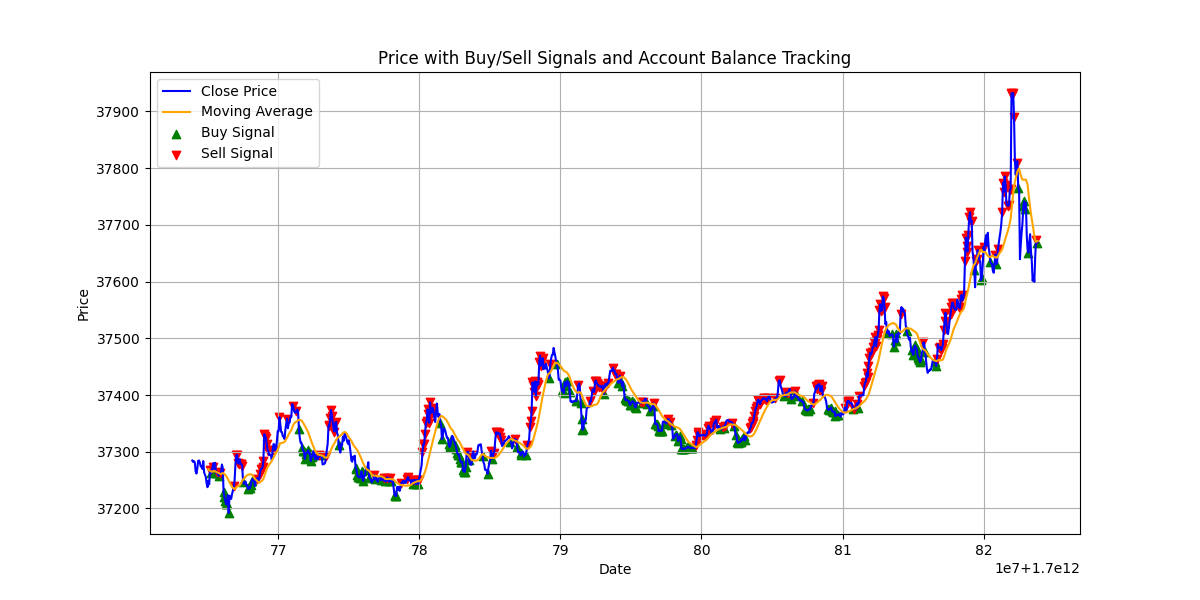 Price with Buy/Sell Signals and Account Balance Tracking
Close Price
Moving Average
Buy Signal
Sell Signal
Price
37900
37800
37700
37600
37500
37400
37300
37200
77 78 79 80 81 82
Date
1e7+1.7e12